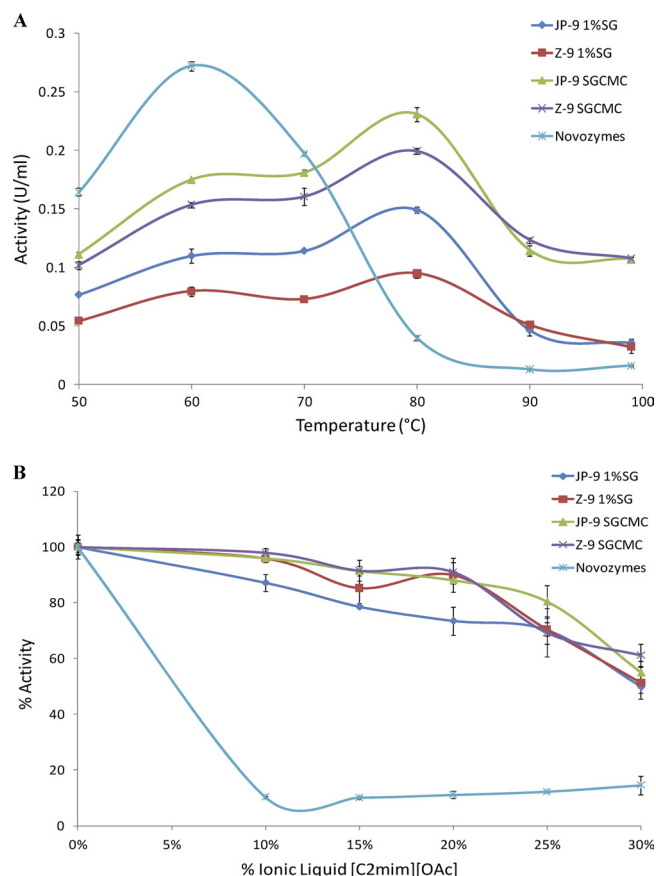 A
0.3
0.25
0.2
0.15
0.1
0.05
0
Activity (U/ml)
50 60 70 80 90 100
Temperature (°C)
JP-9 1%SG
Z-9 1%SG
JP-9 SGCMC
Z-9 SGCMC
Novozymes
B
120
100
80
60
40
20
0
% Activity
0% 5% 10% 15% 20% 25% 30%
% Ionic Liquid [C2mim][OAc]
JP-9 1%SG
Z-9 1%SG
JP-9 SGCMC
Z-9 SGCMC
Novozymes